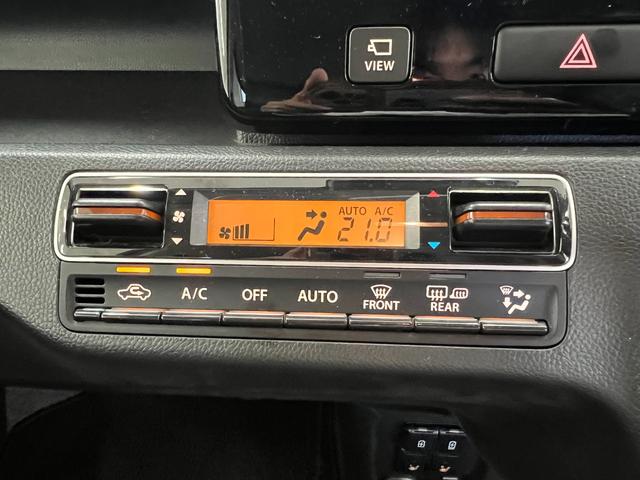 VIEW
AUTO A/C
21.0
A/C OFF AUTO FRONT REAR